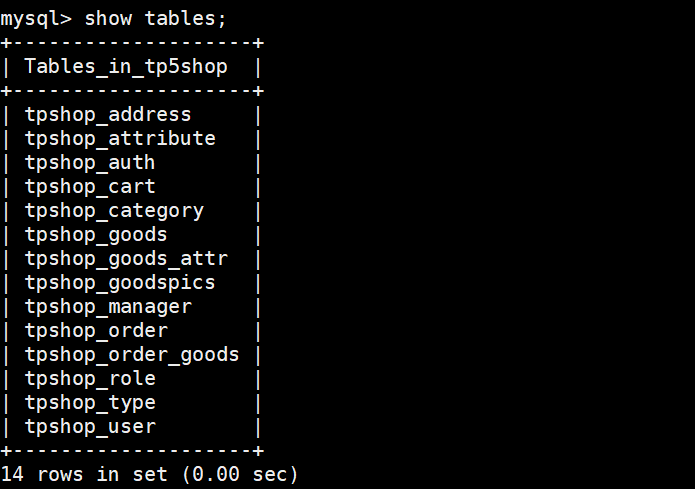 mysql> show tables;
+--------------------+
| Tables_in_tp5shop  |
+--------------------+
| tpshop_address     |
| tpshop_attribute   |
| tpshop_auth        |
| tpshop_cart        |
| tpshop_category    |
| tpshop_goods       |
| tpshop_goods_attr  |
| tpshop_goodspics   |
| tpshop_manager     |
| tpshop_order       |
| tpshop_order_goods |
| tpshop_role        |
| tpshop_type        |
| tpshop_user        |
+--------------------+
14 rows in set (0.00 sec)